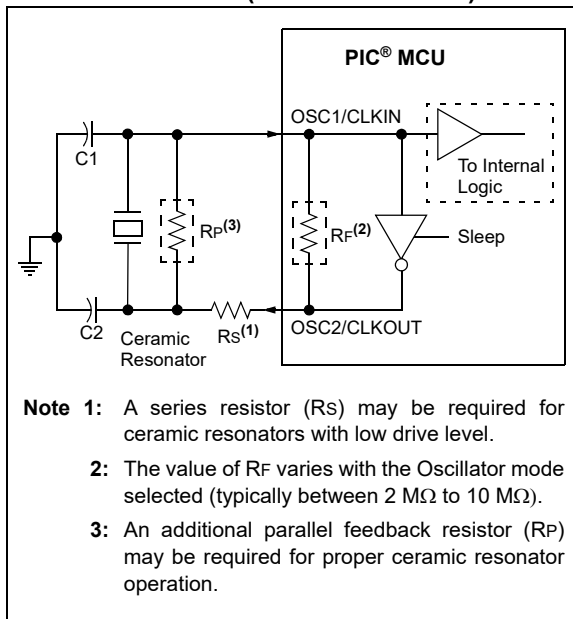 PIC® MCU
OSC1/CLKIN
C1
To Internal
Logic
RP(3)
RF(2)
Sleep
C2
Ceramic
Resonator
RS(1)
OSC2/CLKOUT
Note 1: A series resistor (RS) may be required for
ceramic resonators with low drive level.
2: The value of RF varies with the Oscillator mode
selected (typically between 2 MΩ to 10 MΩ).
3: An additional parallel feedback resistor (RP)
may be required for proper ceramic resonator
operation.